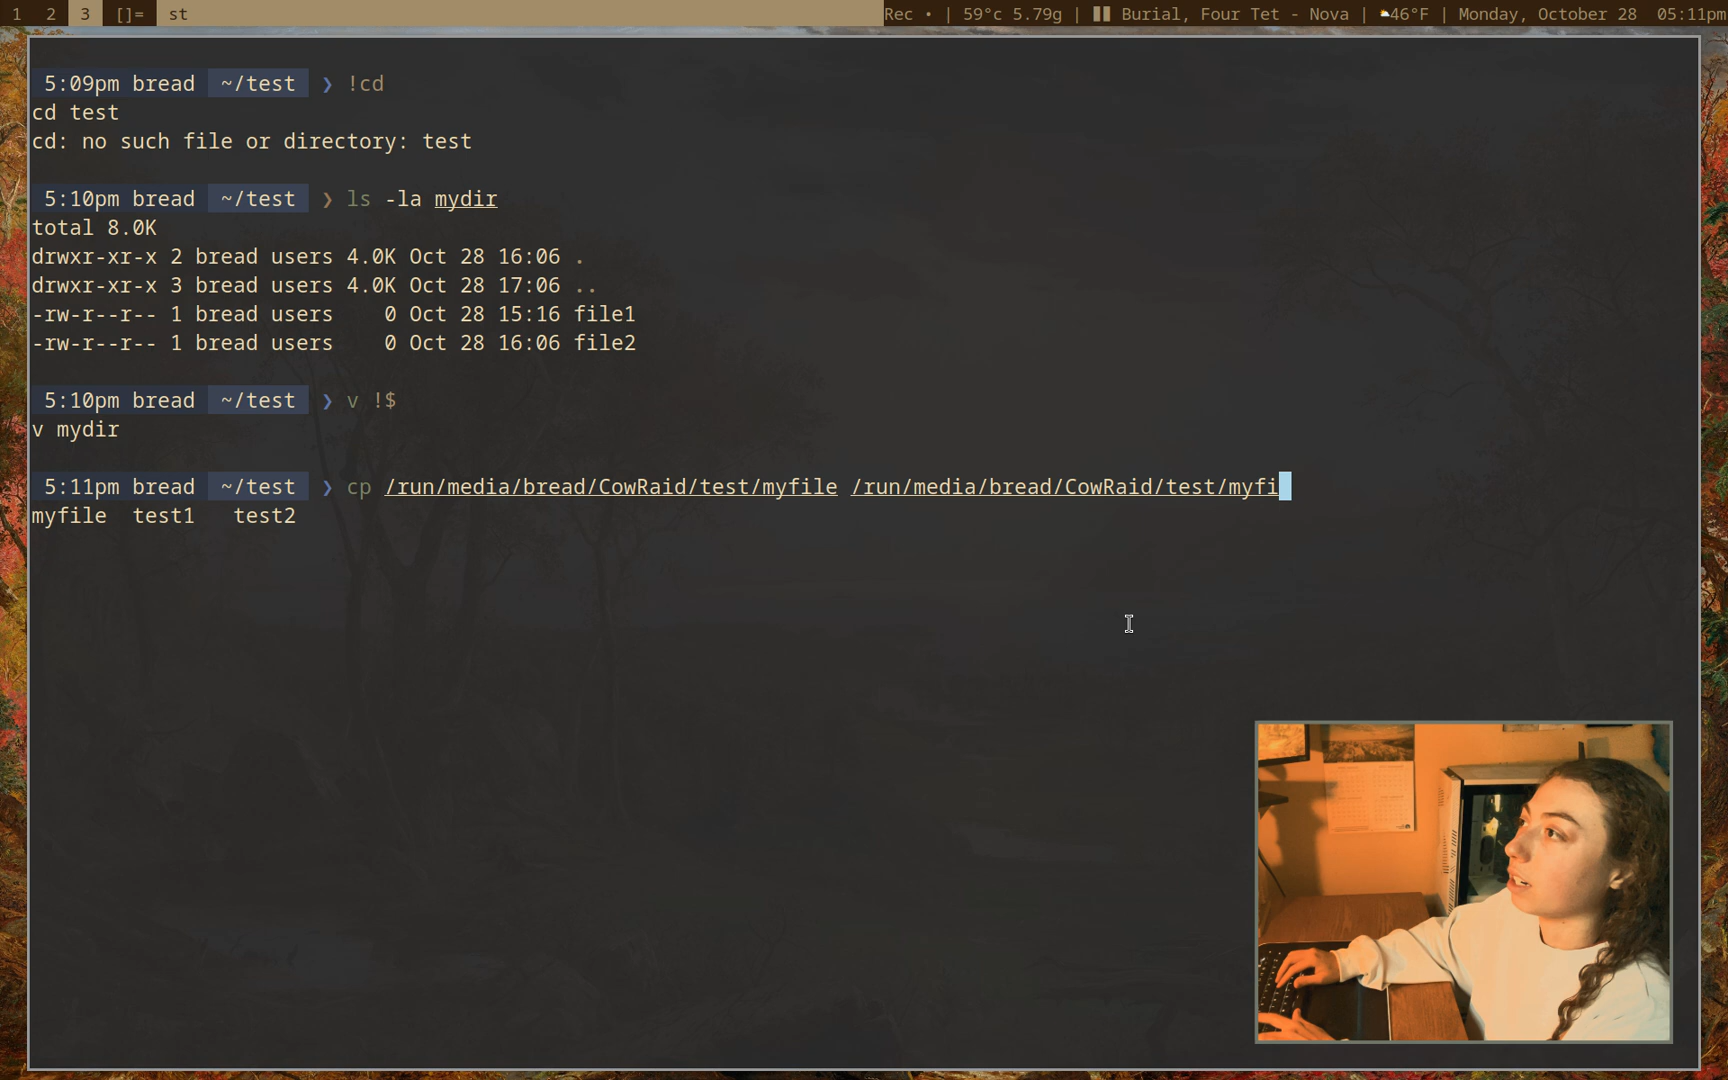 1 2 3 []= st Rec • | 59°c 5.79g | Burial, Four Tet - Nova | 46°F | Monday, October 28 05:11pm
5:09pm bread ~/test ❯ !cd
cd test
cd: no such file or directory: test
5:10pm bread ~/test ❯ ls -la mydir
total 8.0K
drwxr-xr-x 2 bread users 4.0K Oct 28 16:06 .
drwxr-xr-x 3 bread users 4.0K Oct 28 17:06 ..
-rw-r--r-- 1 bread users 0 Oct 28 15:16 file1
-rw-r--r-- 1 bread users 0 Oct 28 16:06 file2
5:10pm bread ~/test ❯ v !$
v mydir
5:11pm bread ~/test ❯ cp /run/media/bread/CowRaid/test/myfile /run/media/bread/CowRaid/test/myfi
myfile test1 test2